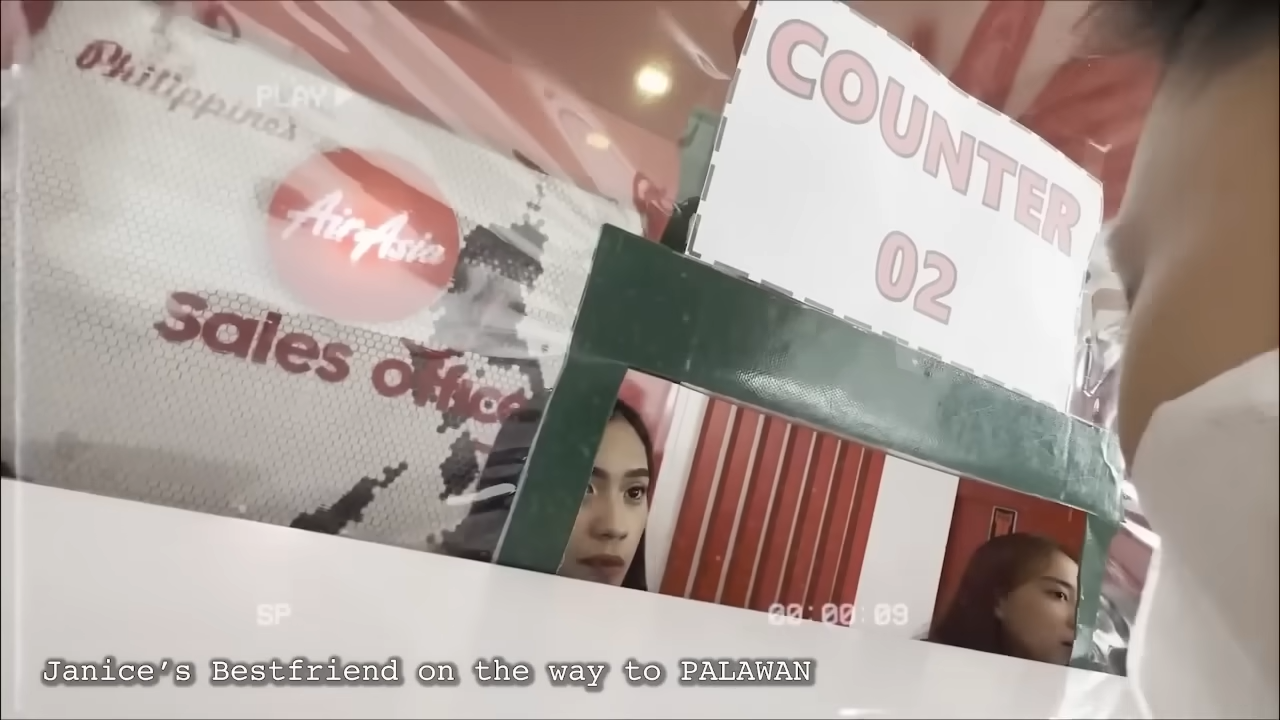 Philippines
PLAY
AirAsia
Sales office
COUNTER
02
SP
00:00:09
Janice’s Bestfriend on the way to PALAWAN